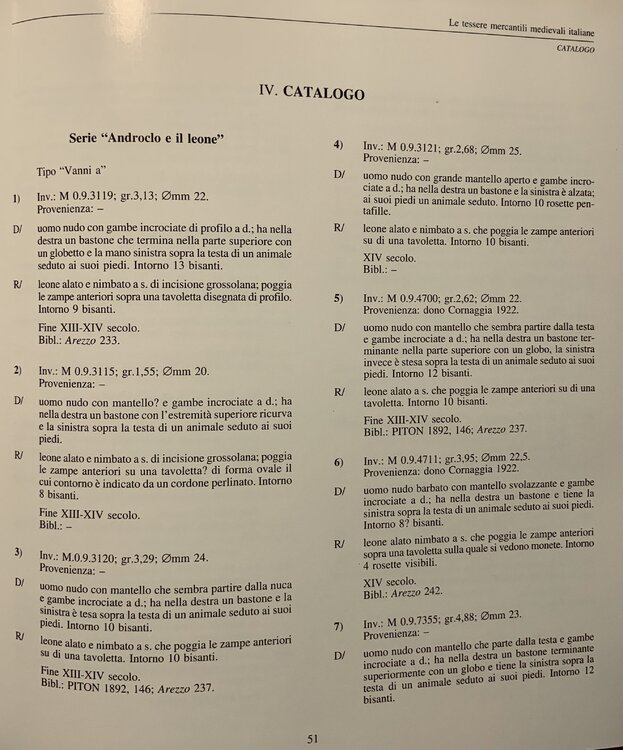 Le tessere mercantili medievali italiane
CATALOGO
IV. CATALOGO
Serie “Androclo e il leone”
Tipo “Vanni a”
1) Inv.: M 0.9.3119; gr.3,13; Ømm 22.
Provenienza: –
D/ uomo nudo con gambe incrociate di profilo a d.; ha nella
destra un bastone che termina nella parte superiore con
un globetto e la mano sinistra sopra la testa di un animale
seduto ai suoi piedi. Intorno 13 bisanti.
R/ leone alato e nimbato a s. di incisione grossolana; poggia
le zampe anteriori sopra una tavoletta disegnata di profilo.
Intorno 9 bisanti.
Fine XIII-XIV secolo.
Bibl.: Arezzo 233.
2) Inv.: M 0.9.3115; gr.1,55; Ømm 20.
Provenienza: –
D/ uomo nudo con mantello? e gambe incrociate a d.; ha
nella destra un bastone con l'estremità superiore ricurva
e la sinistra sopra la testa di un animale seduto ai suoi
piedi.
R/ leone alato e nimbato a s. di incisione grossolana; poggia
le zampe anteriori su una tavoletta? di forma ovale il
cui contorno è indicato da un cordone perlinato. Intorno
8 bisanti.
Fine XIII-XIV secolo.
Bibl.: –
3) Inv.: M.0.9.3120; gr.3,29; Ømm 24.
Provenienza: –
D/ uomo nudo con mantello che sembra partire dalla nuca
e gambe incrociate a d.; ha nella destra un bastone e la
sinistra è tesa sopra la testa di un animale seduto ai suoi
piedi. Intorno 10 bisanti.
R/ leone alato e nimbato a s. che poggia le zampe anteriori
su di una tavoletta. Intorno 10 bisanti.
Fine XIII-XIV secolo.
Bibl.: PITON 1892, 146; Arezzo 237.
4) Inv.: M 0.9.3121; gr.2,68; Ømm 25.
Provenienza: –
D/ uomo nudo con grande mantello aperto e gambe incro-
ciate a d.; ha nella destra un bastone e la sinistra è alzata;
ai suoi piedi un animale seduto. Intorno 10 rosette pen-
tafille.
R/ leone alato e nimbato a s. che poggia le zampe anteriori
su di una tavoletta. Intorno 10 bisanti.
XIV secolo.
Bibl.: –
5) Inv.: M 0.9.4700; gr.2,62; Ømm 22.
Provenienza: dono Cornaggia 1922.
D/ uomo nudo con mantello che sembra partire dalla testa
e gambe incrociate a d.; ha nella destra un bastone ter-
minante nella parte superiore con un globo, la sinistra
invece è stesa sopra la testa di un animale seduto ai suoi
piedi. Intorno 12 bisanti.
R/ leone alato a s. che poggia le zampe anteriori su di una
tavoletta. Intorno 10 bisanti.
Fine XIII-XIV secolo.
Bibl.: PITON 1892, 146; Arezzo 237.
6) Inv.: M 0.9.4711; gr.3,95; Ømm 22,5.
Provenienza: dono Cornaggia 1922.
D/ uomo nudo barbato con mantello svolazzante e gambe
incrociate a d.; ha nella destra un bastone e tiene la
sinistra sopra la testa di un animale seduto ai suoi piedi.
Intorno 8? bisanti.
R/ leone alato nimbato a s. che poggia le zampe anteriori
sopra una tavoletta sulla quale si vedono monete. Intorno
4 rosette visibili.
XIV secolo.
Bibl.: Arezzo 242.
7) Inv.: M 0.9.7355; gr.4,88; Ømm 23.
Provenienza: –
D/ uomo nudo con mantello che parte dalla testa e gambe
incrociate a d.; ha nella destra un bastone terminante
superiormente con un globo e tiene la sinistra sopra la
testa di un animale seduto ai suoi piedi. Intorno 12
bisanti.
51